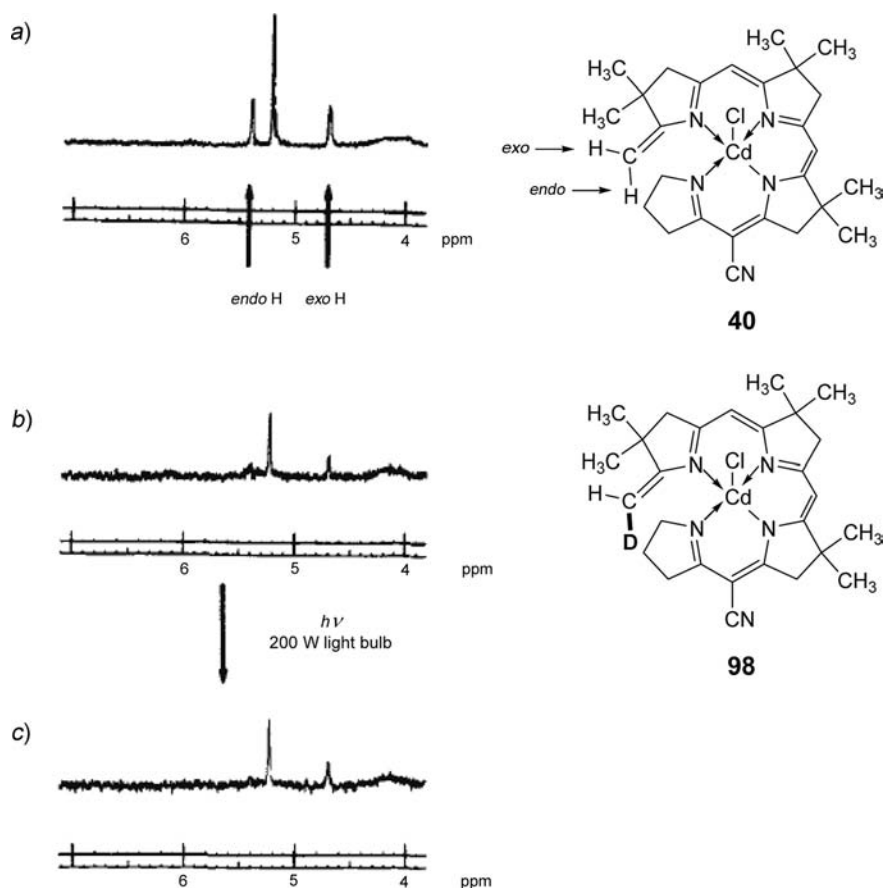 a)
6 5 4 ppm
endo H exo H
H3C CH3
H3C
H3C
N Cl N
exo H C Cd
endo H N N
CH3
CH3
CN
40
b)
6 5 4 ppm
hν
200 W light bulb
H3C CH3
H3C
H3C
N Cl N
H C Cd
D N N
CH3
CH3
CN
98
c)
6 5 4 ppm